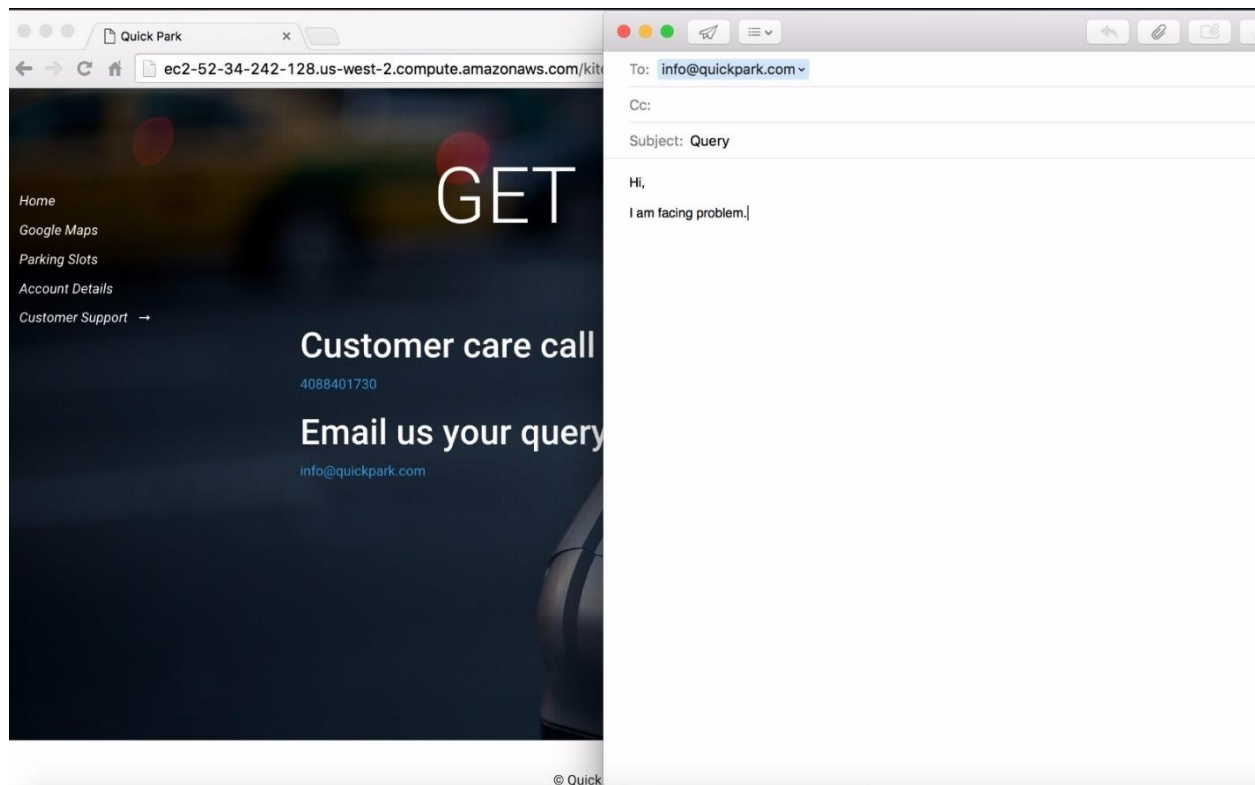 Quick Park
ec2-52-34-242-128.us-west-2.compute.amazonaws.com/kite
Home
Google Maps
Parking Slots
Account Details
Customer Support →
GET
Customer care call
4088401730
Email us your query
info@quickpark.com
© Quick
To: info@quickpark.com
Cc:
Subject: Query
Hi,
I am facing problem.